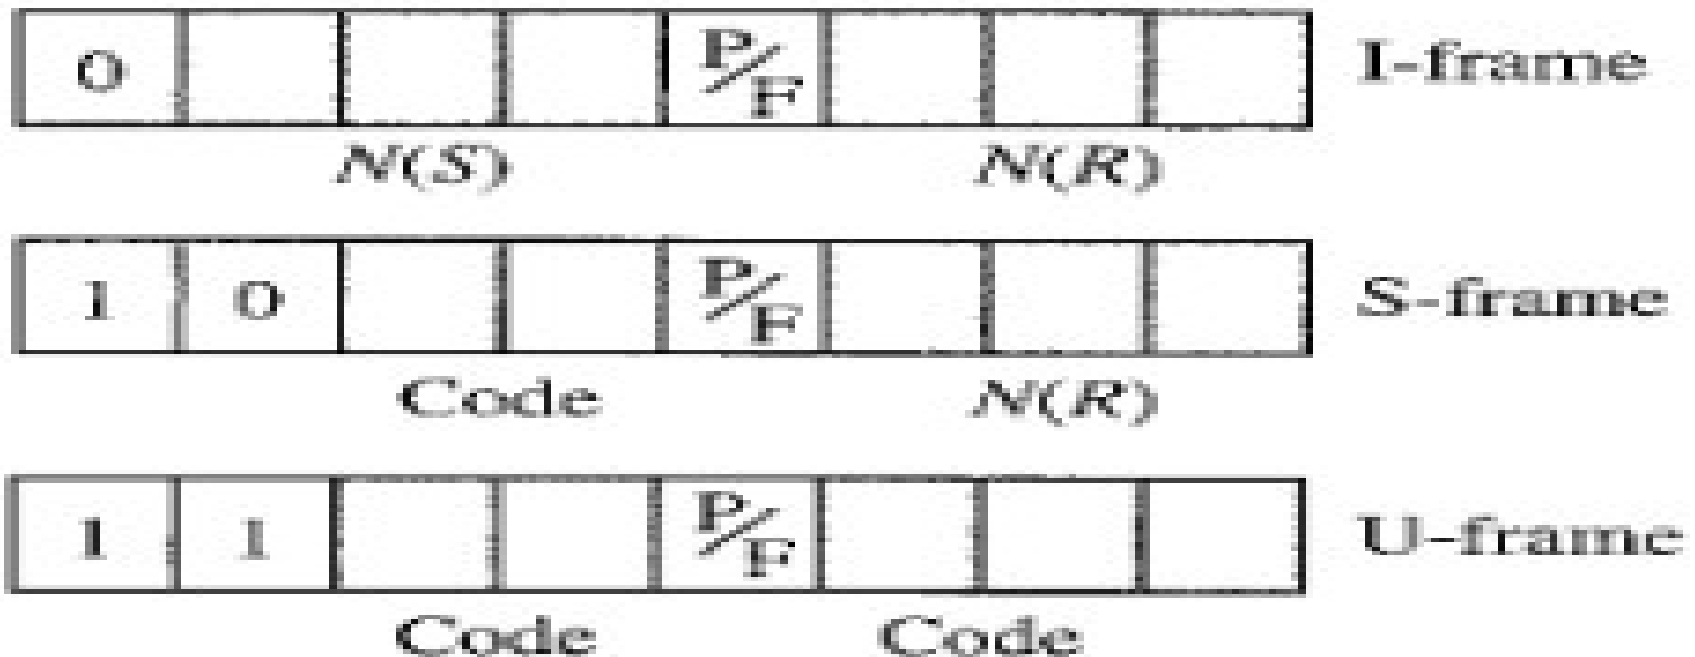 0 P/F I-frame
N(S) N(R)
1 0 P/F S-frame
Code N(R)
1 1 P/F U-frame
Code Code